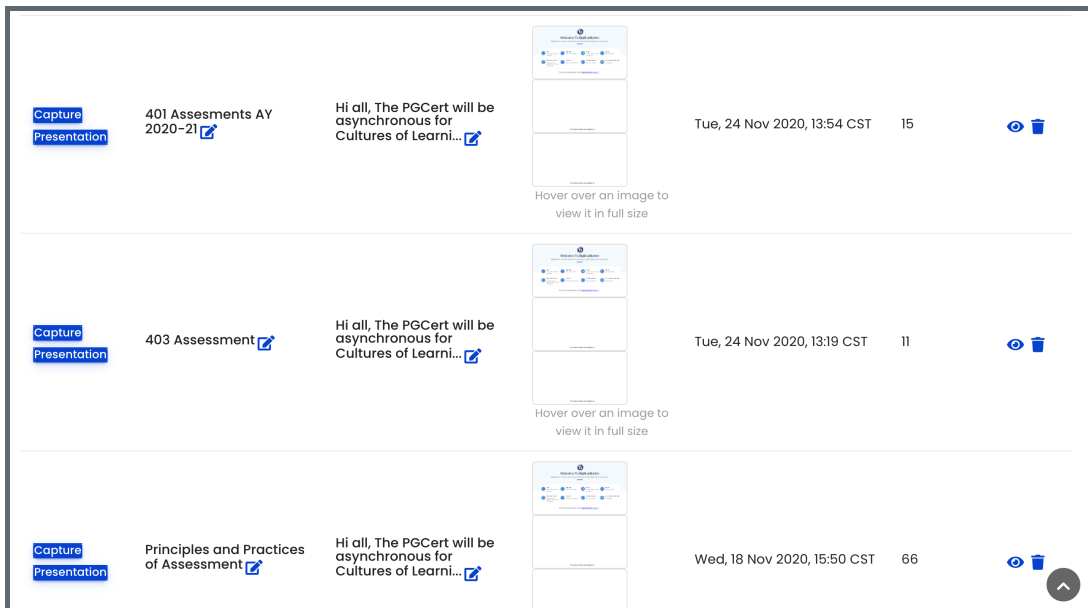 Capture
Presentation
401 Assesments AY
2020-21
Hi all, The PGCert will be
asynchronous for
Cultures of Learni...
Hover over an image to
view it in full size
Tue, 24 Nov 2020, 13:54 CST
15
Capture
Presentation
403 Assessment
Hi all, The PGCert will be
asynchronous for
Cultures of Learni...
Hover over an image to
view it in full size
Tue, 24 Nov 2020, 13:19 CST
11
Capture
Presentation
Principles and Practices
of Assessment
Hi all, The PGCert will be
asynchronous for
Cultures of Learni...
Wed, 18 Nov 2020, 15:50 CST
66